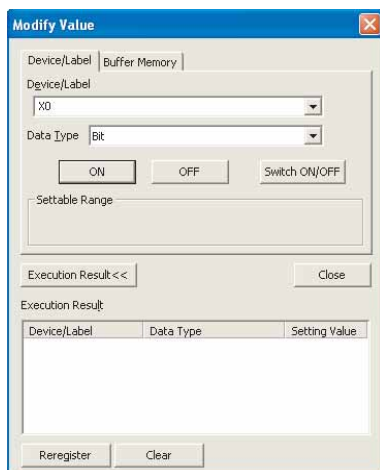 Modify Value
Device/Label Buffer Memory
Device/Label
X0
Data Type Bit
ON OFF Switch ON/OFF
Settable Range
Execution Result<< Close
Execution Result
Device/Label Data Type Setting Value
Reregister Clear